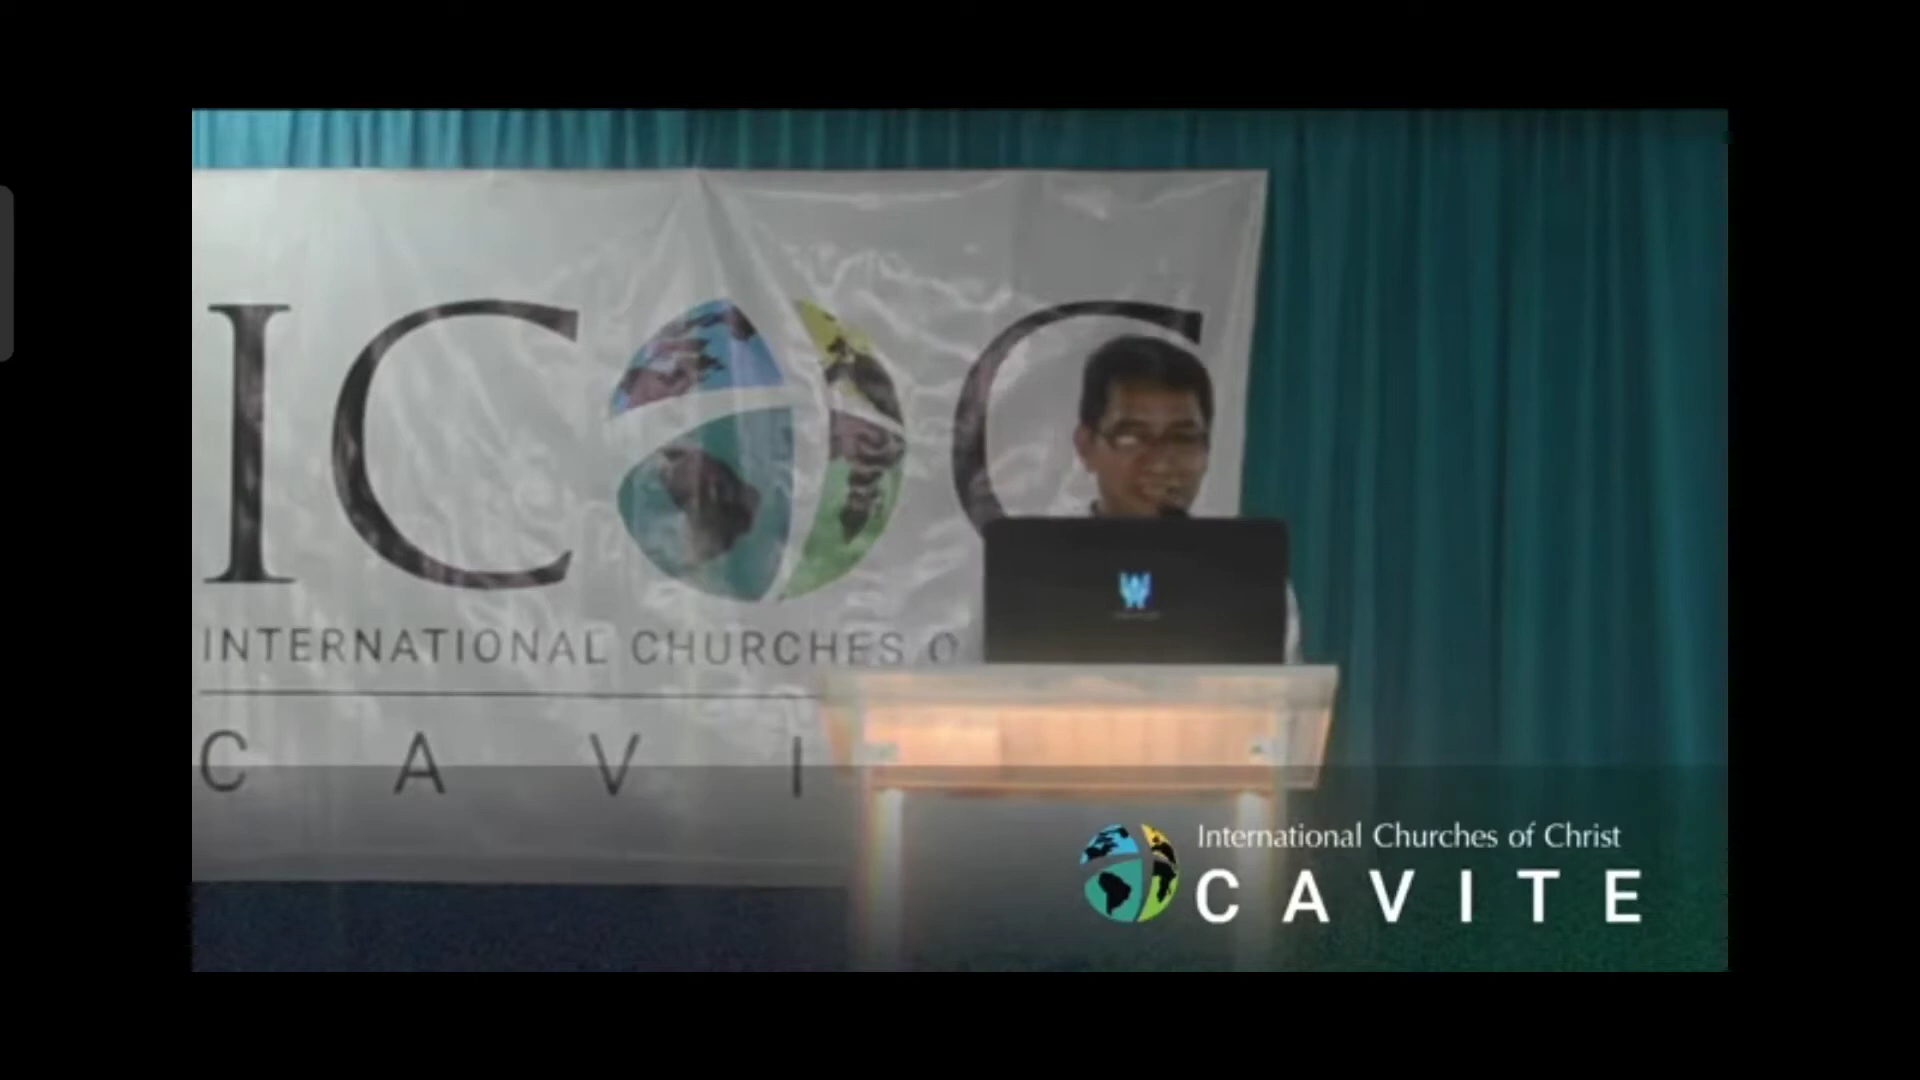 ICOC
INTERNATIONAL CHURCHES O
C A V I
W
International Churches of Christ
CAVITE